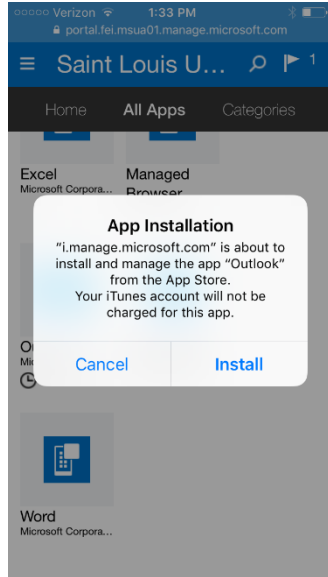 Verizon 1:33 PM
portal.fei.msua01.manage.microsoft.com
Saint Louis U... 1
Home All Apps Categories
Excel Managed
Microsoft Corpora... Browser
App Installation
"i.manage.microsoft.com" is about to
install and manage the app "Outlook"
from the App Store.
Your iTunes account will not be
charged for this app.
Cancel Install
Word
Microsoft Corpora...